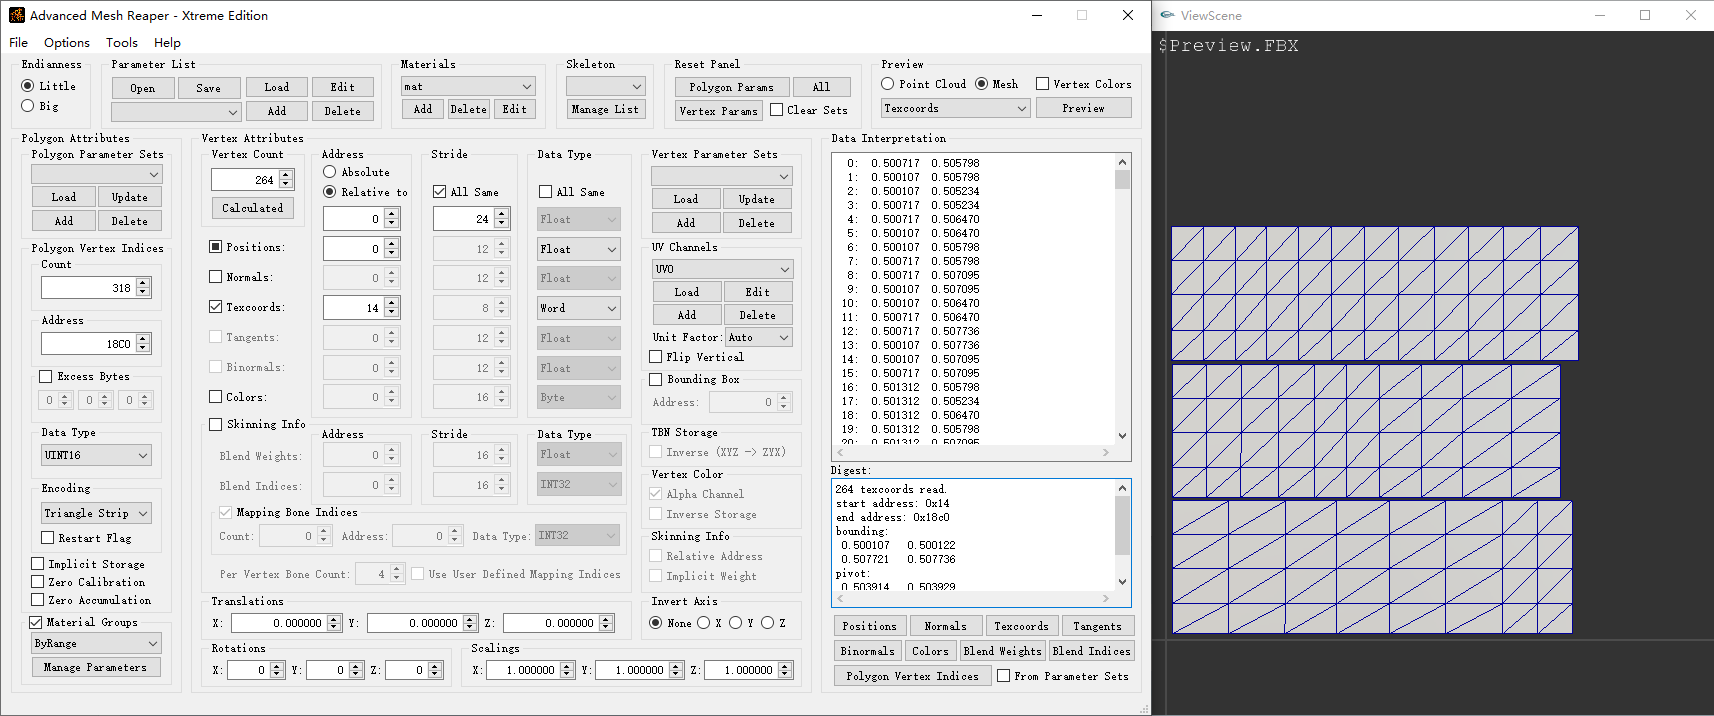 Advanced Mesh Reaper - Xtreme Edition
File Options Tools Help
Endianness
Little
Big
Parameter List
Open Save Load Edit
Add Delete
Materials
mat
Add Delete Edit
Skeleton
Manage List
Reset Panel
Polygon Params All
Vertex Params Clear Sets
Preview
Point Cloud Mesh Vertex Colors
Texcoords Preview
Polygon Attributes
Polygon Parameter Sets
Load Update
Add Delete
Polygon Vertex Indices
Count
318
Address
18C0
Excess Bytes
0 0 0
Data Type
UINT16
Encoding
Triangle Strip
Restart Flag
Implicit Storage
Zero Calibration
Zero Accumulation
Material Groups
ByRange
Manage Parameters
Vertex Attributes
Vertex Count
264
Calculated
Address
Absolute
Relative to
0
Stride
All Same
24
Data Type
All Same
Float
Positions: 0 12 Float
Normals: 0 12 Float
Texcoords: 14 8 Word
Tangents: 0 12 Float
Binormals: 0 12 Float
Colors: 0 16 Byte
Skinning Info
Address Stride Data Type
Blend Weights: 0 16 Float
Blend Indices: 0 16 INT32
Mapping Bone Indices
Count: 0 Address: 0 Data Type: INT32
Per Vertex Bone Count: 4 Use User Defined Mapping Indices
Translations
X: 0.000000 Y: 0.000000 Z: 0.000000
Rotations
X: 0 Y: 0 Z: 0
Scalings
X: 1.000000 Y: 1.000000 Z: 1.000000
Vertex Parameter Sets
Load Update
Add Delete
UV Channels
UV0
Load Edit
Add Delete
Unit Factor: Auto
Flip Vertical
Bounding Box
Address: 0
TBN Storage
Inverse (XYZ -> ZYX)
Vertex Color
Alpha Channel
Inverse Storage
Skinning Info
Relative Address
Implicit Weight
Invert Axis
None X Y Z
Data Interpretation
0: 0.500717 0.505798
1: 0.500107 0.505798
2: 0.500107 0.505234
3: 0.500717 0.505234
4: 0.500717 0.506470
5: 0.500107 0.506470
6: 0.500107 0.505798
7: 0.500717 0.505798
8: 0.500717 0.507095
9: 0.500107 0.507095
10: 0.500107 0.506470
11: 0.500717 0.506470
12: 0.500717 0.507736
13: 0.500107 0.507736
14: 0.500107 0.507095
15: 0.500717 0.507095
16: 0.501312 0.505798
17: 0.501312 0.505234
18: 0.501312 0.506470
19: 0.501312 0.505798
20: 0.501312 0.507095
Digest:
264 texcoords read.
start address: 0x14
end address: 0x18c0
bounding:
0.500107 0.500122
0.507721 0.507736
pivot:
0.503914 0.503929
Positions Normals Texcoords Tangents
Binormals Colors Blend Weights Blend Indices
Polygon Vertex Indices From Parameter Sets
ViewScene
$Preview.FBX